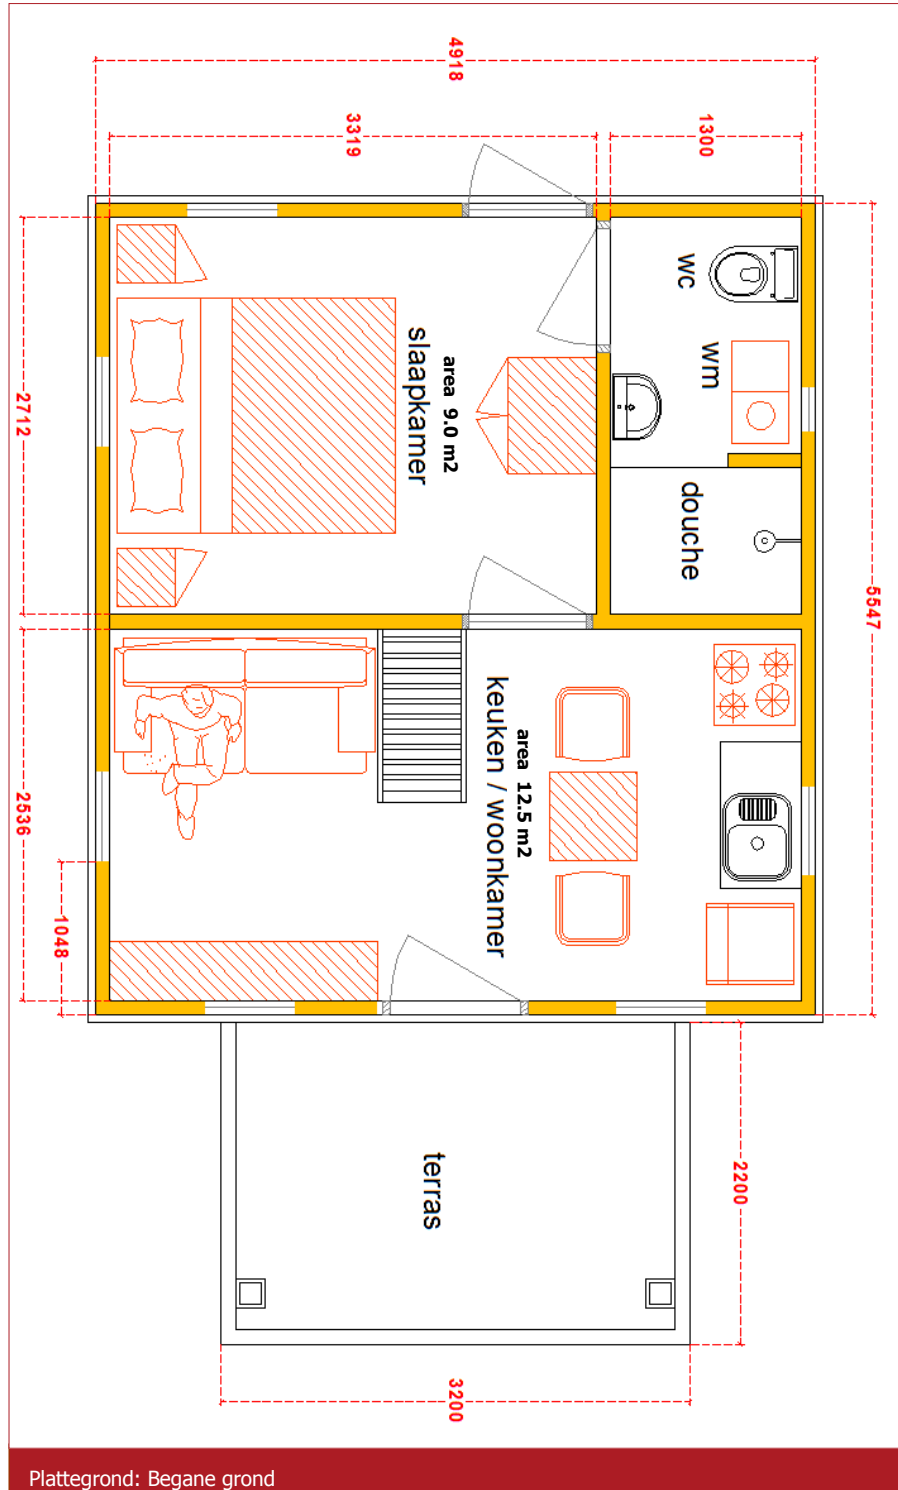 4918
3319
1300
wc
wm
slaapkamer
area 9.0 m2
2712
douche
5547
keuken / woonkamer
area 12.5 m2
2536
1048
terras
2200
3200
Plattegrond: Begane grond